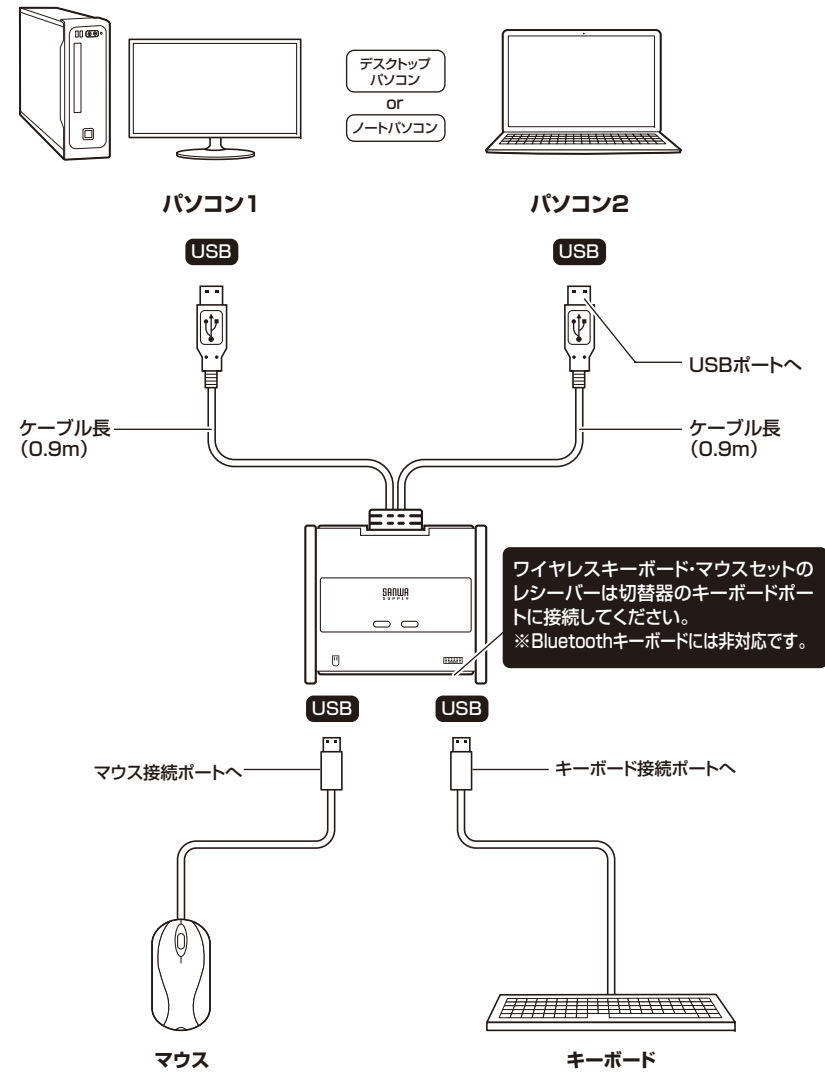 デスクトップ
パソコン
or
ノートパソコン
パソコン1
パソコン2
USB
USB
USBポートへ
ケーブル長
（0.9m）
ケーブル長
（0.9m）
SANWA
SUPPLY
ワイヤレスキーボード・マウスセットの
レシーバーは切替器のキーボードポー
トに接続してください。
※Bluetoothキーボードには非対応です。
USB
USB
マウス接続ポートへ
キーボード接続ポートへ
マウス
キーボード